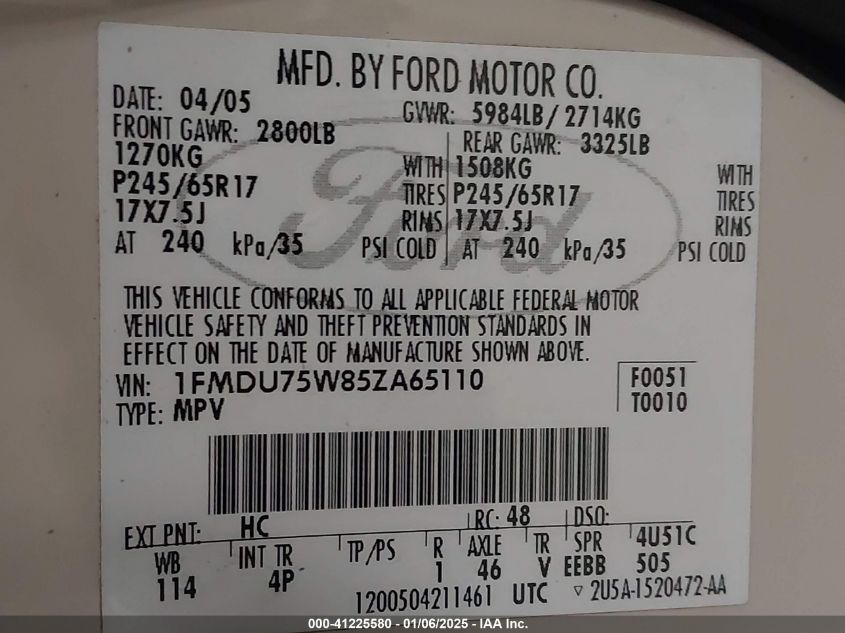 MFD. BY FORD MOTOR CO.
DATE: 04/05 GVWR: 5984LB/2714KG
FRONT GAWR: 2800LB REAR GAWR: 3325LB
1270KG WITH 1508KG WITH
P245/65R17 TIRES P245/65R17 TIRES
17X7.5J RIMS 17X7.5J RIMS
AT 240 kPa/35 PSI COLD AT 240 kPa/35 PSI COLD
Ford
THIS VEHICLE CONFORMS TO ALL APPLICABLE FEDERAL MOTOR
VEHICLE SAFETY AND THEFT PREVENTION STANDARDS IN
EFFECT ON THE DATE OF MANUFACTURE SHOWN ABOVE.
VIN: 1FMDU75W85ZA65110 F0051
TYPE: MPV T0010
EXT PNT: HC RC: 48 DSO:
WB INT TR TP/PS R AXLE TR SPR 4U51C
114 4P 1 46 V EEBB 505
1200504211461 UTC ▽ 2U5A-1520472-AA
000-41225580 - 01/06/2025 - IAA Inc.